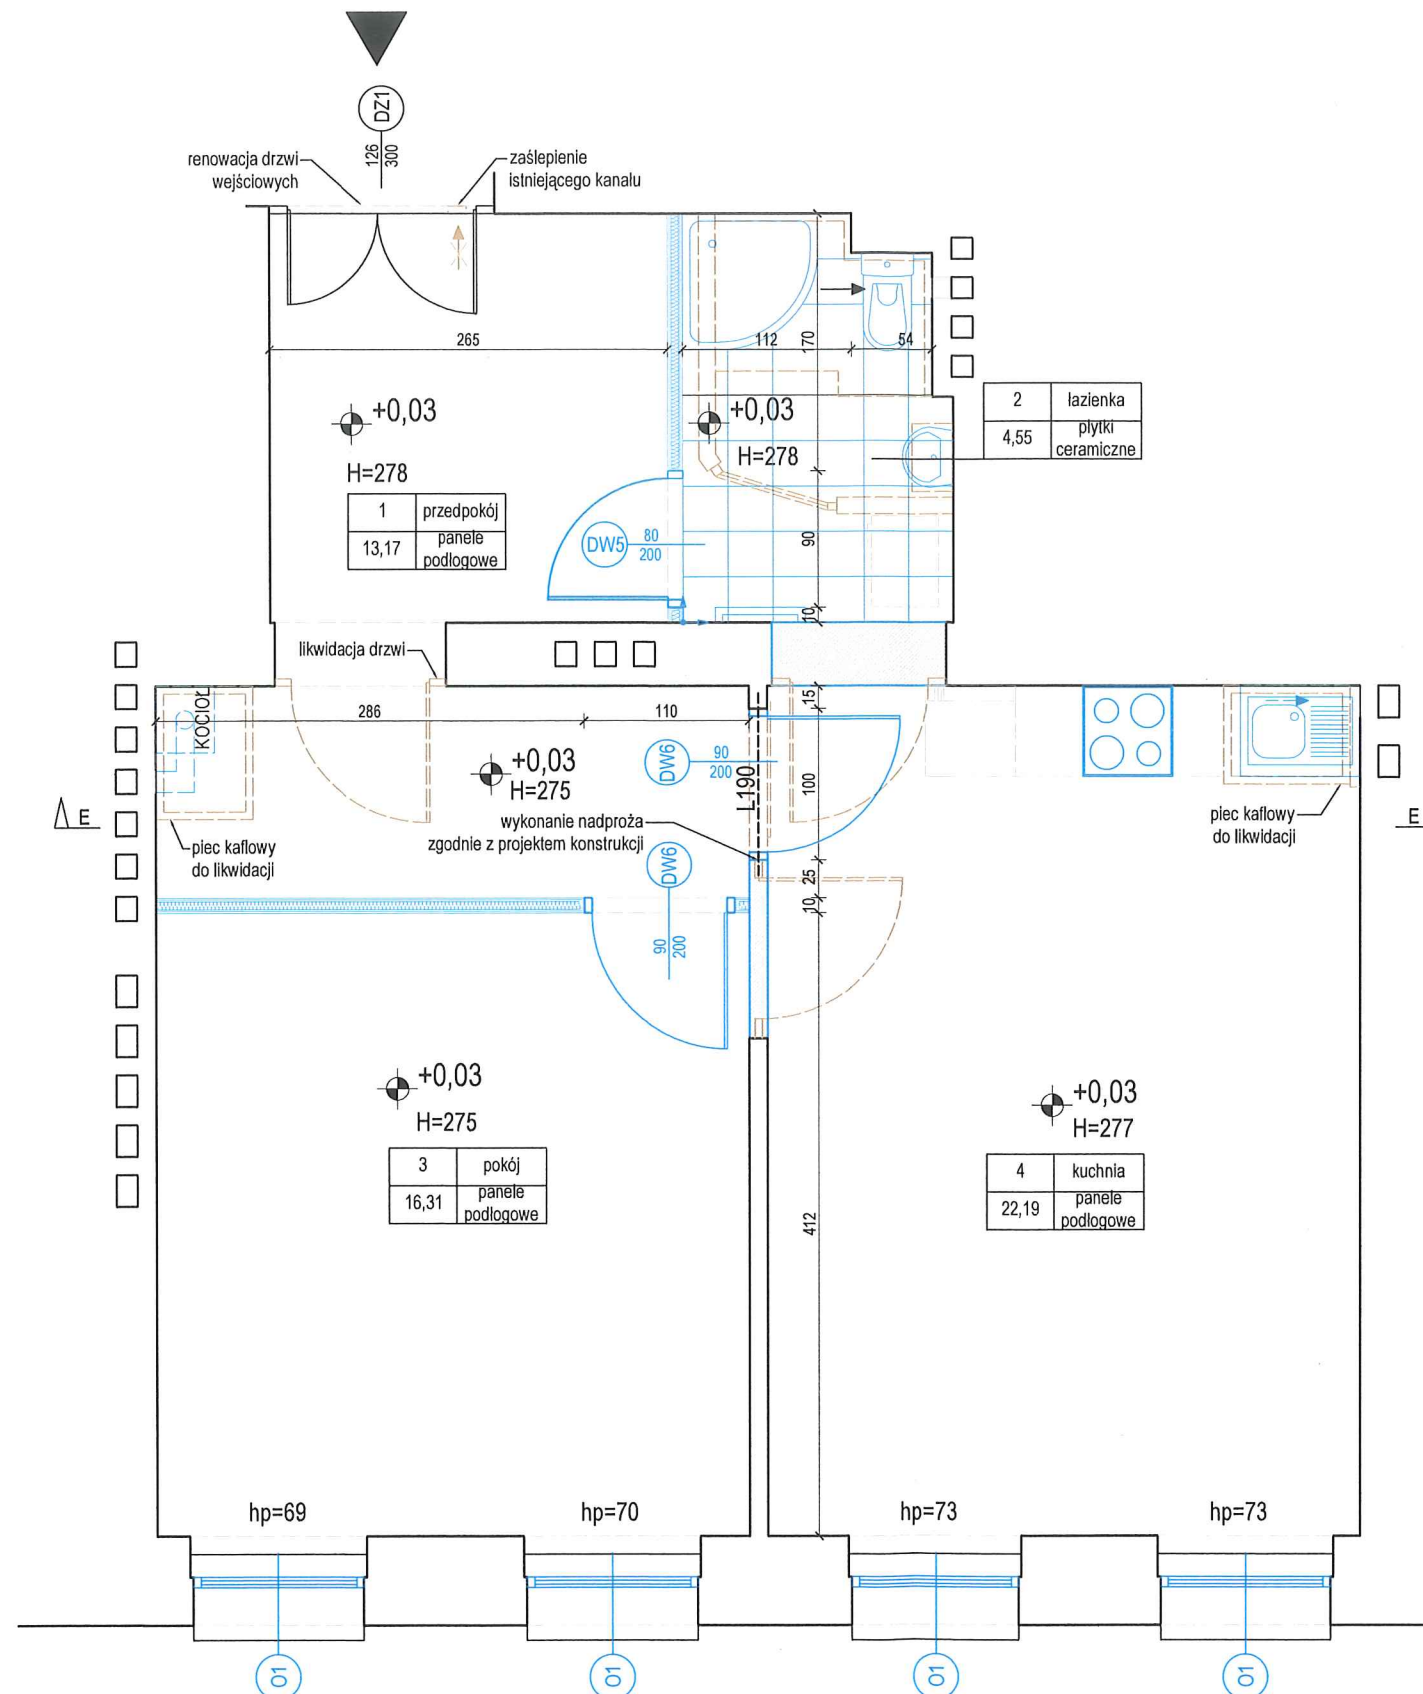 DZ1
126
300
renowacja drzwi
wejściowych
zaślepienie
istniejącego kanału
265
112
170
54
+0,03
H=278
+0,03
H=278
2 łazienka
4,55 płytki
ceramiczne
1 przedpokój
13,17 panele
podłogowe
DW5
80
200
90
10
likwidacja drzwi
KOCIOŁ
286
110
15
+0,03
H=275
DW6
90
200
L190
100
wykonanie nadproża
zgodnie z projektem konstrukcji
E
piec kaflowy
do likwidacji
piec kaflowy
do likwidacji
E
DW6
90
200
25
10
+0,03
H=275
3 pokój
16,31 panele
podłogowe
+0,03
H=277
4 kuchnia
22,19 panele
podłogowe
412
hp=69
hp=70
hp=73
hp=73
O1
O1
O1
O1